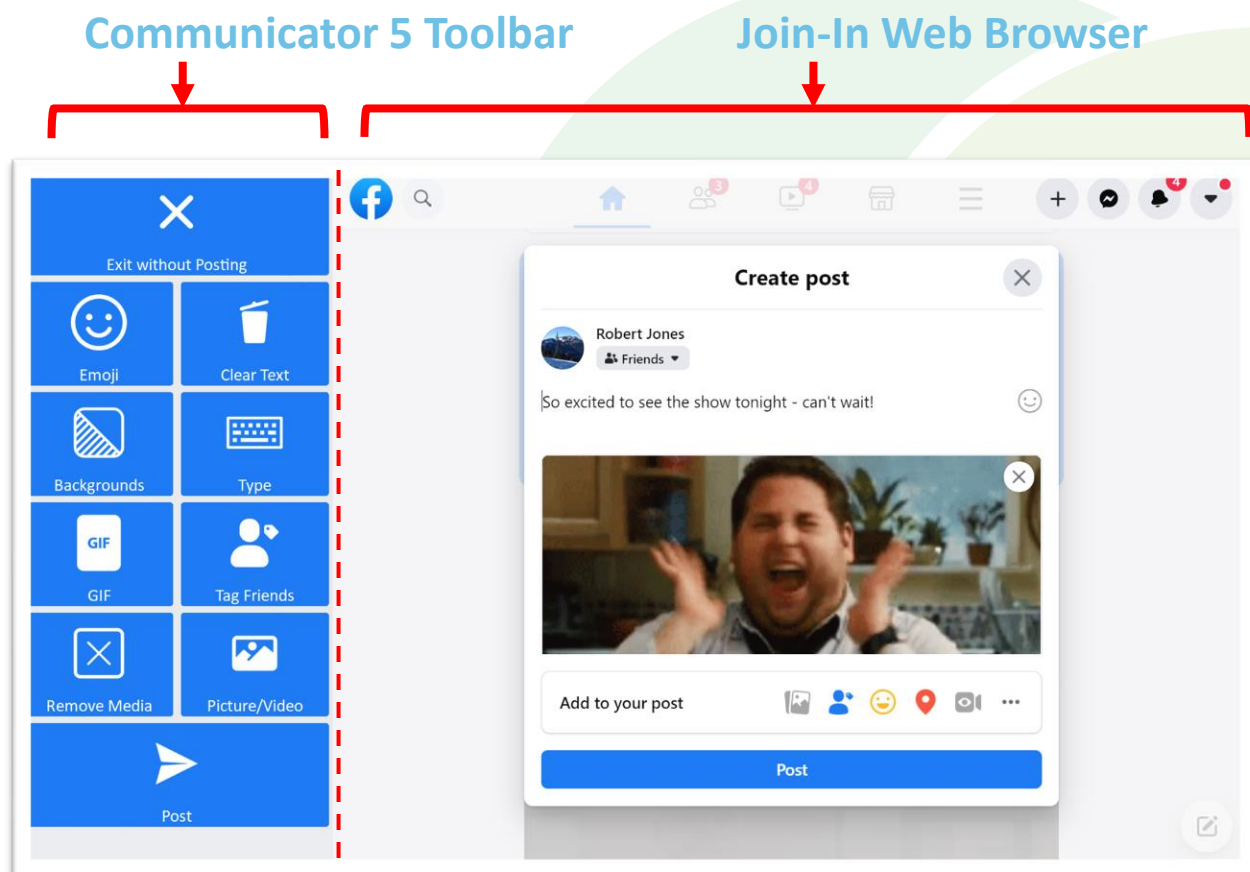 Communicator 5 Toolbar
Join-In Web Browser
Exit without Posting
Emoji
Clear Text
Backgrounds
Type
GIF
GIF
Tag Friends
Remove Media
Picture/Video
Post
f
3
4
4
Create post
Robert Jones
Friends
So excited to see the show tonight - can't wait!
Add to your post
Post